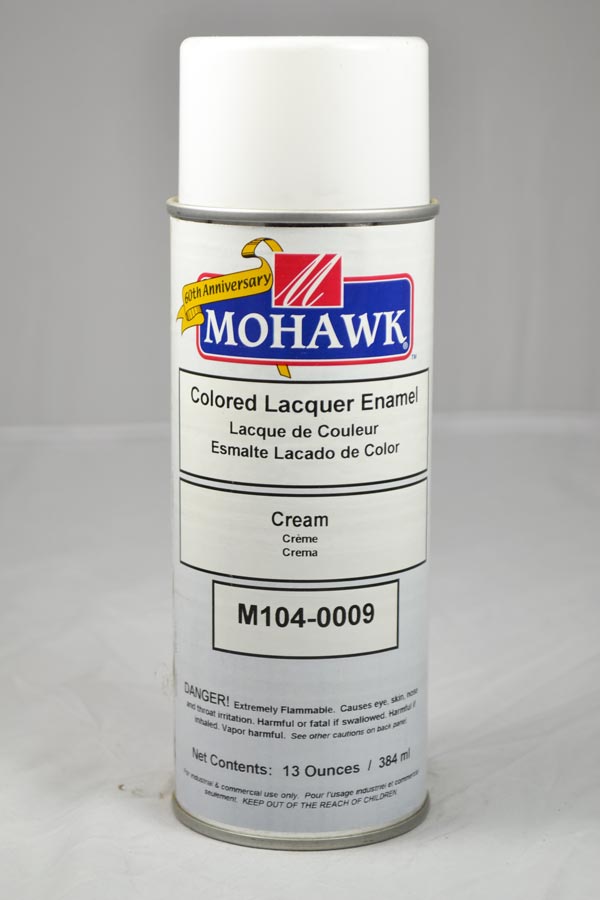 60th Anniversary
MOHAWK®
™
Colored Lacquer Enamel
Lacque de Couleur
Esmalte Lacado de Color
Cream
Crème
Crema
M104-0009
DANGER! Extremely Flammable. Causes eye, skin, nose
and throat irritation. Harmful or fatal if swallowed. Harmful if
inhaled. Vapor harmful. See other cautions on back panel.
Net Contents: 13 Ounces / 384 ml
For industrial & commercial use only. Pour l'usage industriel et commercial
seulement. KEEP OUT OF THE REACH OF CHILDREN.